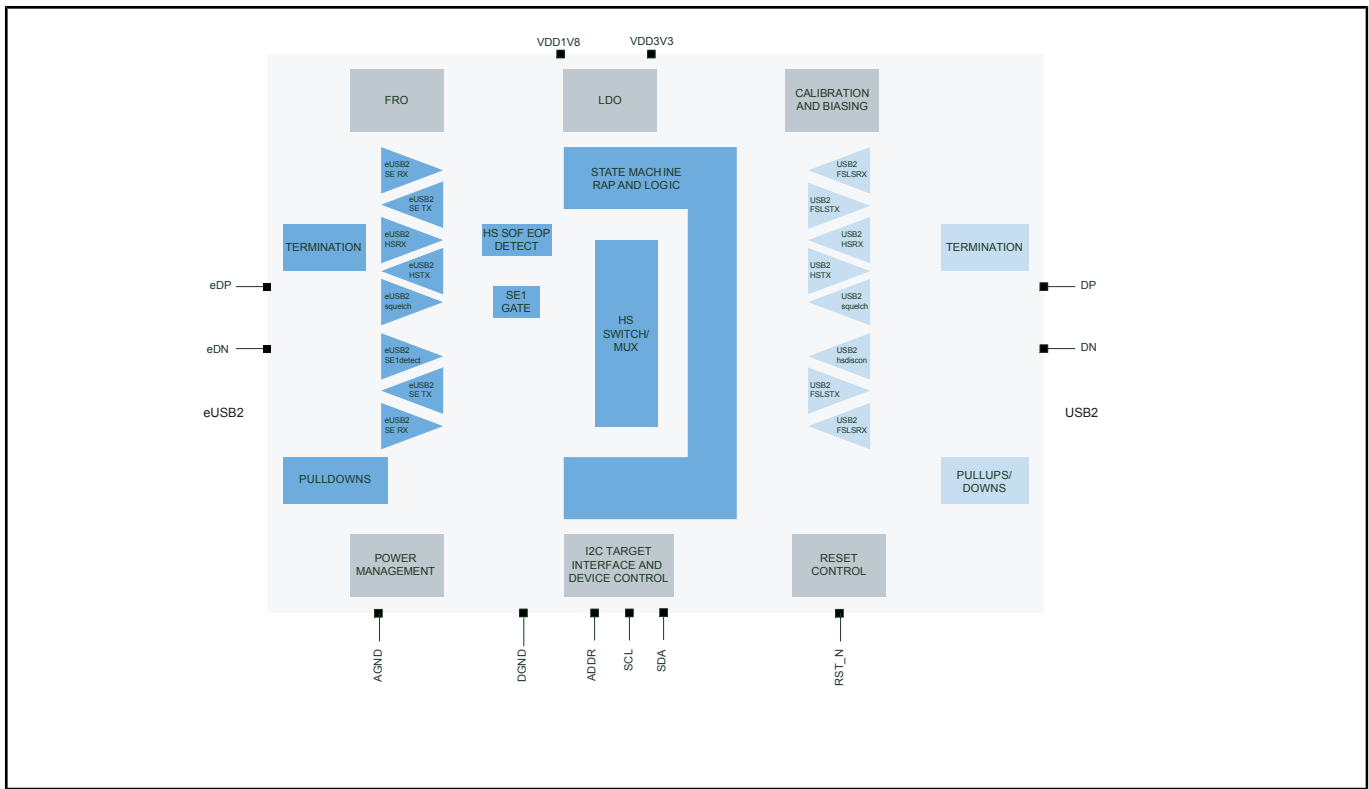 VDD1V8
VDD3V3
FRO
LDO
CALIBRATION
AND BIASING
eUSB2
SE RX
eUSB2
SE TX
eUSB2
HSRX
eUSB2
HSTX
eUSB2
squelch
eUSB2
SE1detect
eUSB2
SE TX
eUSB2
SE RX
TERMINATION
eDP
eDN
eUSB2
PULLDOWNS
HS SOF EOP
DETECT
SE1
GATE
STATE MACHINE
RAP AND LOGIC
HS
SWITCH/
MUX
USB2
FSLSRX
USB2
FSLSTX
USB2
HSRX
USB2
HSTX
USB2
squelch
USB2
hsdiscon
USB2
FSLSTX
USB2
FSLSRX
TERMINATION
DP
DN
USB2
PULLUPS/
DOWNS
POWER
MANAGEMENT
I2C TARGET
INTERFACE AND
DEVICE CONTROL
RESET
CONTROL
AGND
DGND
ADDR
SCL
SDA
RST_N